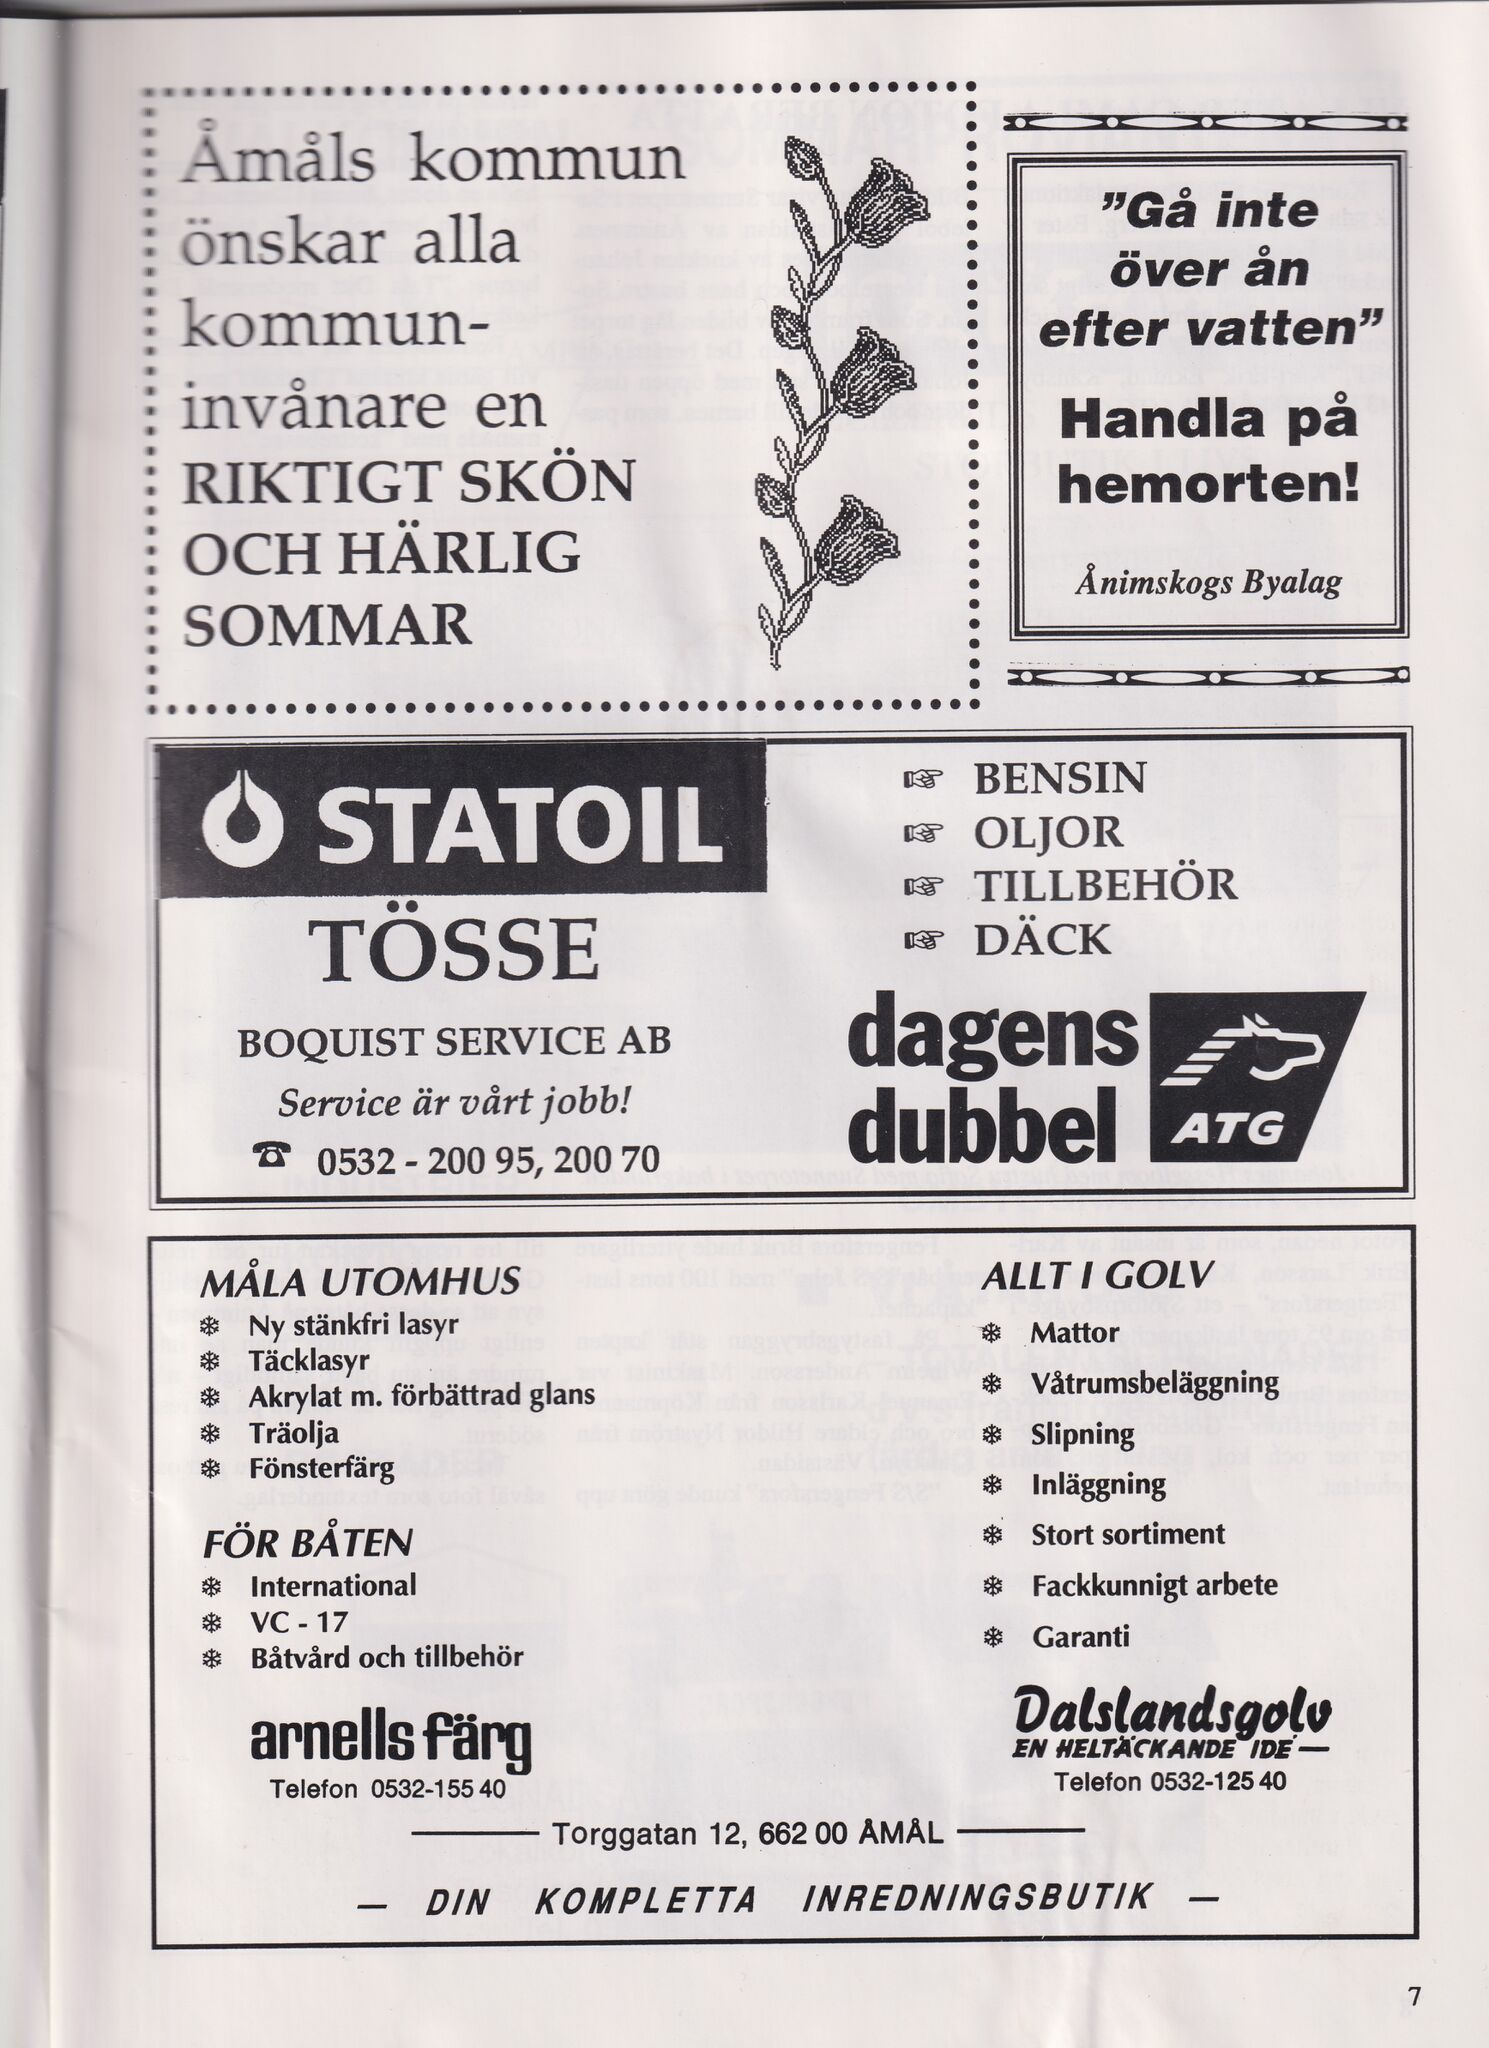 Åmåls kommun
önskar alla
kommun-
invånare en
RIKTIGT SKÖN
OCH HÄRLIG
SOMMAR
”Gå inte
över ån
efter vatten”
Handla på
hemorten!
Ånimskogs Byalag
STATOIL
TÖSSE
BOQUIST SERVICE AB
Service är vårt jobb!
☎ 0532 - 200 95, 200 70
☞ BENSIN
☞ OLJOR
☞ TILLBEHÖR
☞ DÄCK
dagens
dubbel
ATG
MÅLA UTOMHUS
❄ Ny stänkfri lasyr
❄ Täcklasyr
❄ Akrylat m. förbättrad glans
❄ Träolja
❄ Fönsterfärg
FÖR BÅTEN
❄ International
❄ VC - 17
❄ Båtvård och tillbehör
arnells färg
Telefon 0532-155 40
ALLT I GOLV
❄ Mattor
❄ Våtrumsbeläggning
❄ Slipning
❄ Inläggning
❄ Stort sortiment
❄ Fackkunnigt arbete
❄ Garanti
Dalslandsgolv
EN HELTÄCKANDE IDE —
Telefon 0532-125 40
Torggatan 12, 662 00 ÅMÅL
— DIN KOMPLETTA INREDNINGSBUTIK —
7